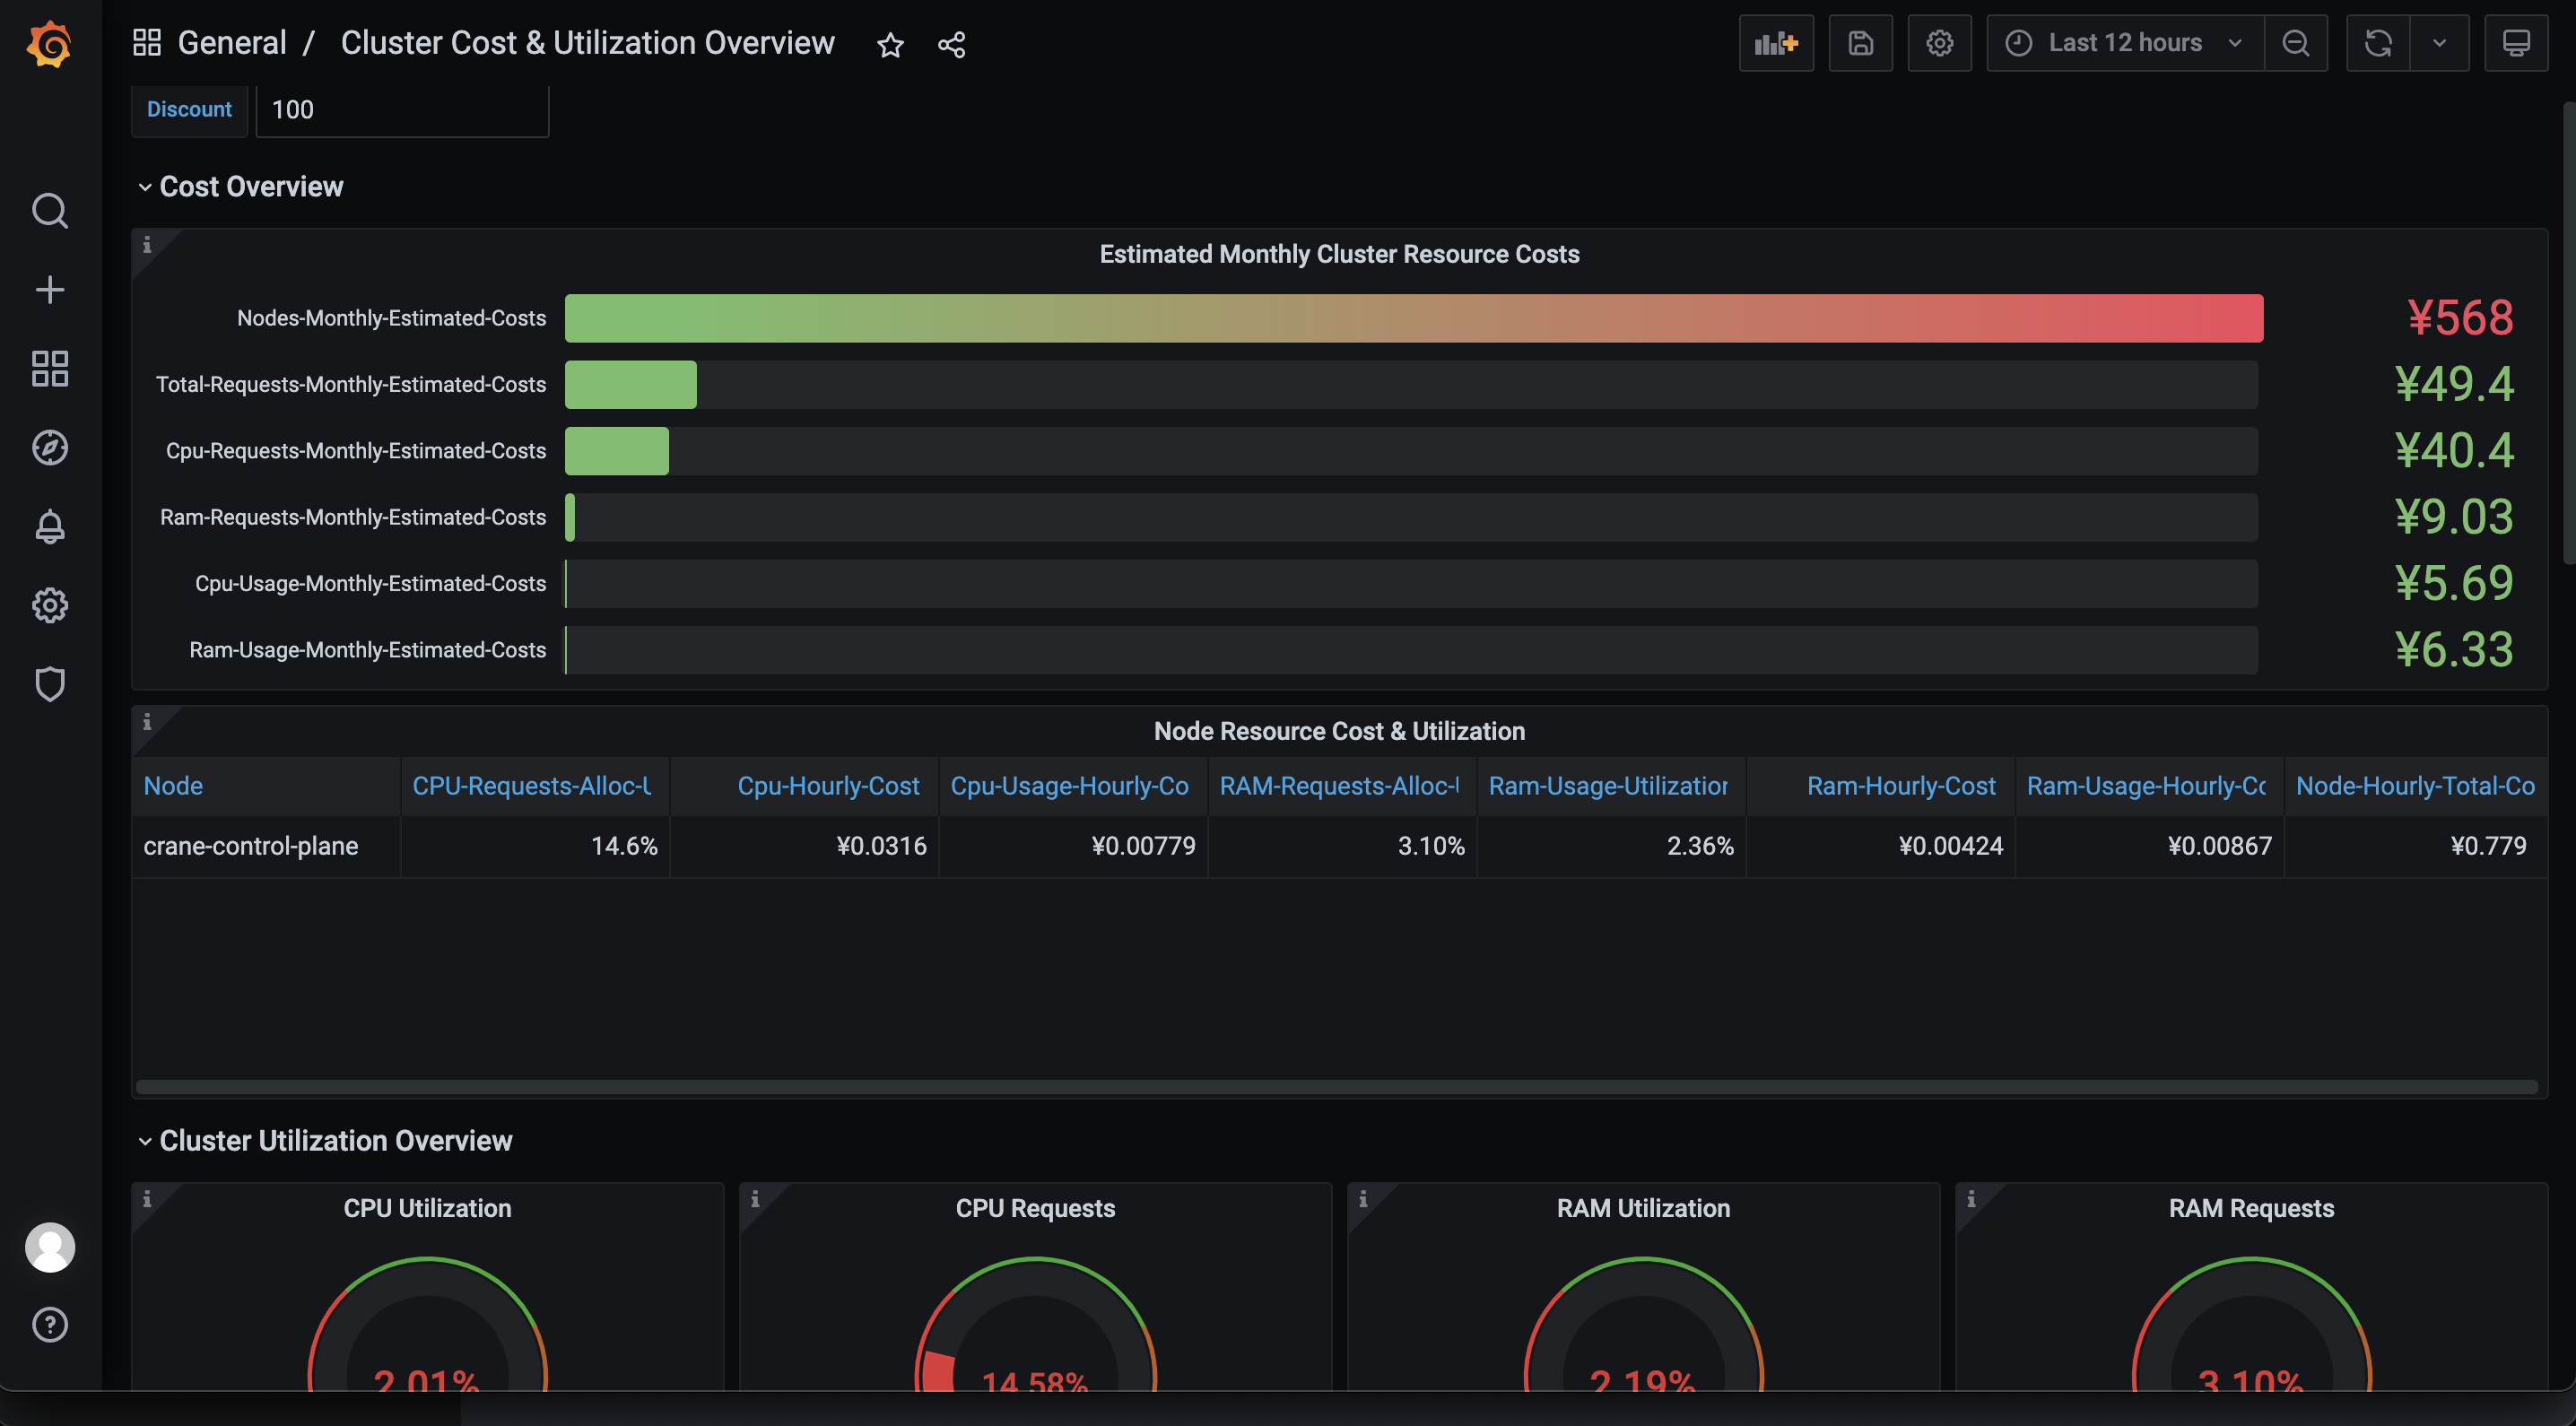 General / Cluster Cost & Utilization Overview
Last 12 hours
Discount 100
Cost Overview
Estimated Monthly Cluster Resource Costs
Nodes-Monthly-Estimated-Costs ¥568
Total-Requests-Monthly-Estimated-Costs ¥49.4
Cpu-Requests-Monthly-Estimated-Costs ¥40.4
Ram-Requests-Monthly-Estimated-Costs ¥9.03
Cpu-Usage-Monthly-Estimated-Costs ¥5.69
Ram-Usage-Monthly-Estimated-Costs ¥6.33
Node Resource Cost & Utilization
Node CPU-Requests-Alloc-U Cpu-Hourly-Cost Cpu-Usage-Hourly-Co RAM-Requests-Alloc-U Ram-Usage-Utilization Ram-Hourly-Cost Ram-Usage-Hourly-Co Node-Hourly-Total-Co
crane-control-plane 14.6% ¥0.0316 ¥0.00779 3.10% 2.36% ¥0.00424 ¥0.00867 ¥0.779
Cluster Utilization Overview
CPU Utilization CPU Requests RAM Utilization RAM Requests
2.01% 14.58% 2.19% 3.10%